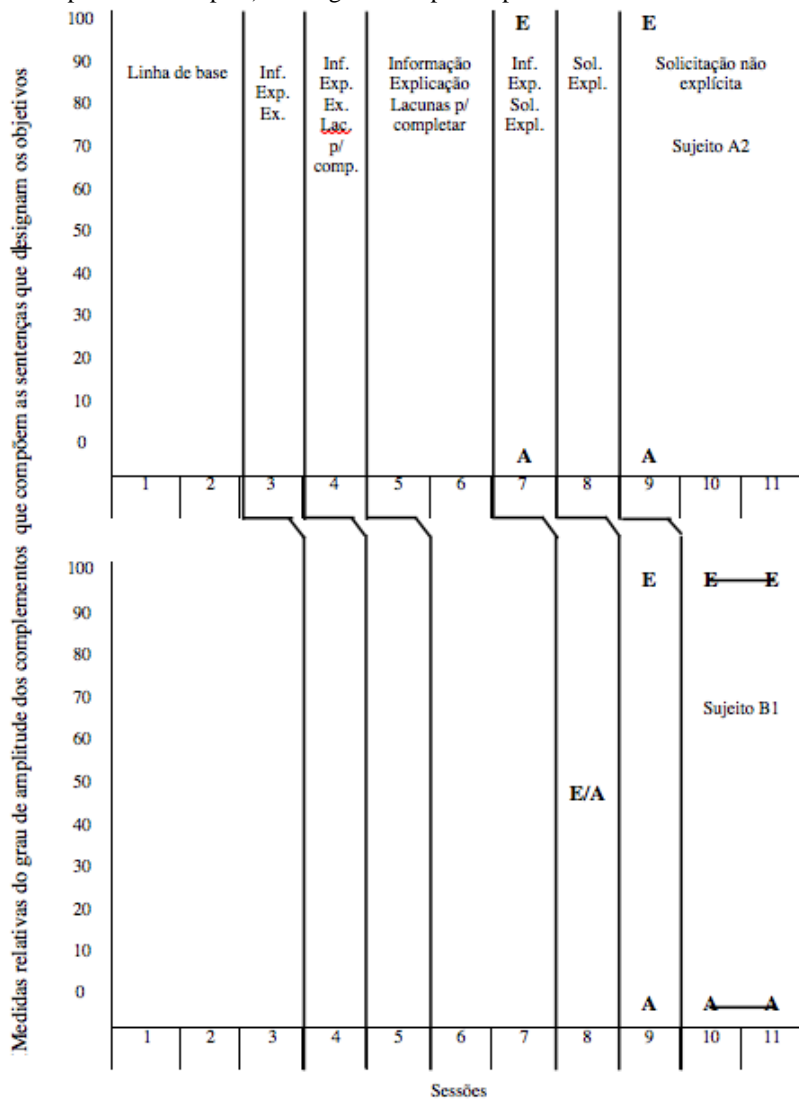 Medidas relativas do grau de amplitude dos complementos que compõem as sentenças que designam os objetivos
100
90
80
70
60
50
40
30
20
10
0
Linha de base
Inf.
Exp.
Ex.
Inf.
Exp.
Ex.
Lac.
p/
comp.
Informação
Explicação
Lacunas p/
completar
E
Inf.
Exp.
Sol.
Expl.
A
Sol.
Expl.
E
Solicitação não
explícita
Sujeito A2
A
1 2 3 4 5 6 7 8 9 10 11
100
90
80
70
60
50
40
30
20
10
0
E E E
Sujeito B1
E/A
A A A
1 2 3 4 5 6 7 8 9 10 11
Sessões